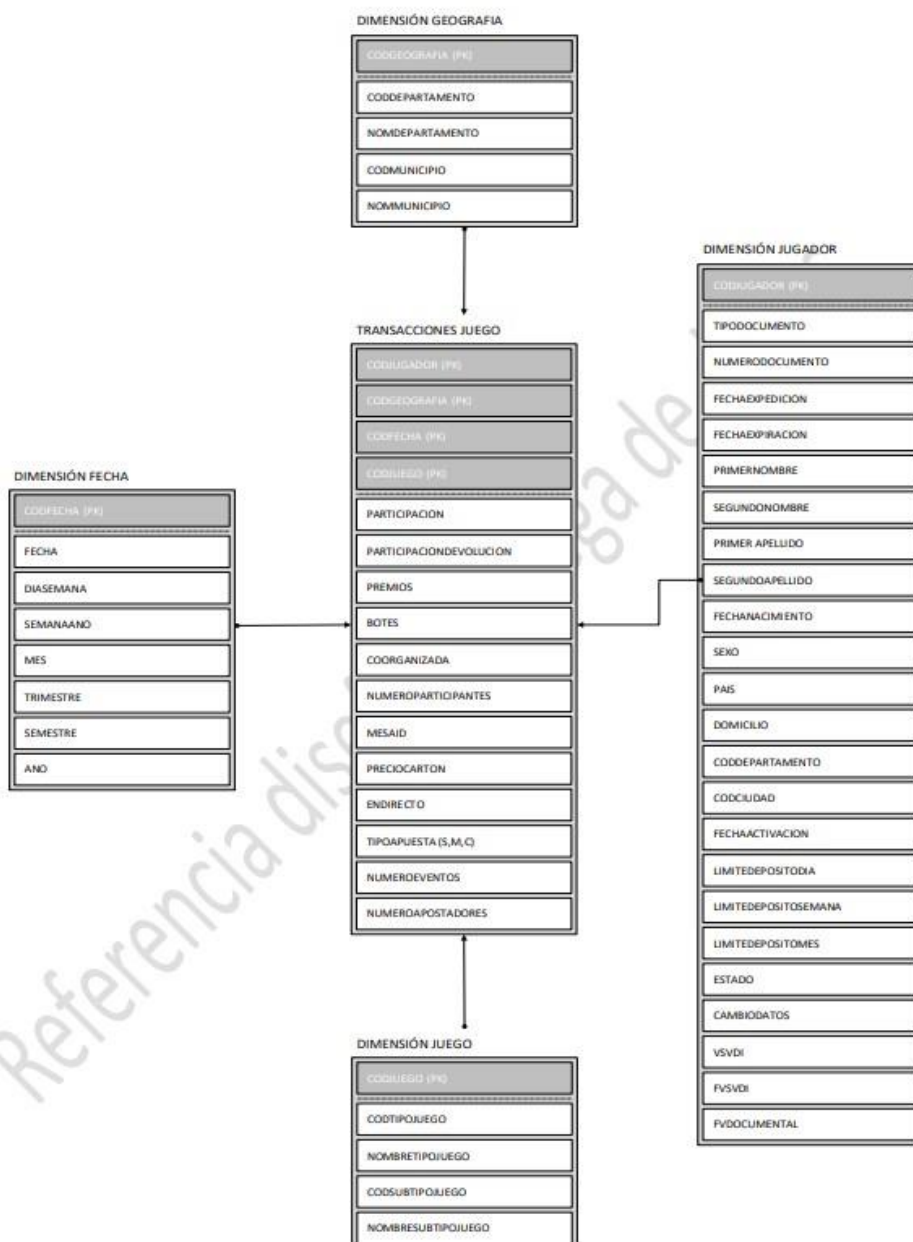 DIMENSIÓN GEOGRAFIA
CODGEOGRAFIA (PK)
CODDEPARTAMENTO
NOMDEPARTAMENTO
CODMUNICIPIO
NOMMUNICIPIO
TRANSACCIONES JUEGO
CODJUGADOR (PK)
CODGEOGRAFIA (PK)
CODFECHA (PK)
CODJUEGO (PK)
PARTICIPACION
PARTICIPACIONDEVOLUCION
PREMIOS
BOTES
COORGANIZADA
NUMEROPARTICIPANTES
MESAID
PRECIOCARTON
ENDIRECTO
TIPOAPUESTA (S,M,C)
NUMEROEVENTOS
NUMEROAPOSTADORES
DIMENSIÓN FECHA
CODFECHA (PK)
FECHA
DIASEMANA
SEMANAANO
MES
TRIMESTRE
SEMESTRE
ANO
DIMENSIÓN JUGADOR
CODJUGADOR (PK)
TIPODOCUMENTO
NUMERODOCUMENTO
FECHAEXPEDICION
FECHAEXPIRACION
PRIMERNOMBRE
SEGUNDONOMBRE
PRIMER APELLIDO
SEGUNDOAPELLIDO
FECHANACIMIENTO
SEXO
PAIS
DOMICILIO
CODDEPARTAMENTO
CODCIUDAD
FECHAACTIVACION
LIMITEDEPOSITODIA
LIMITEDEPOSITOSEMANA
LIMITEDEPOSITOMES
ESTADO
CAMBIODATOS
VSVDI
FVSVDI
FVDOCUMENTAL
DIMENSIÓN JUEGO
CODJUEGO (PK)
CODTIPOJUEGO
NOMBRETIPOJUEGO
CODSUBTIPOJUEGO
NOMBRESUBTIPOJUEGO
Referencia
de